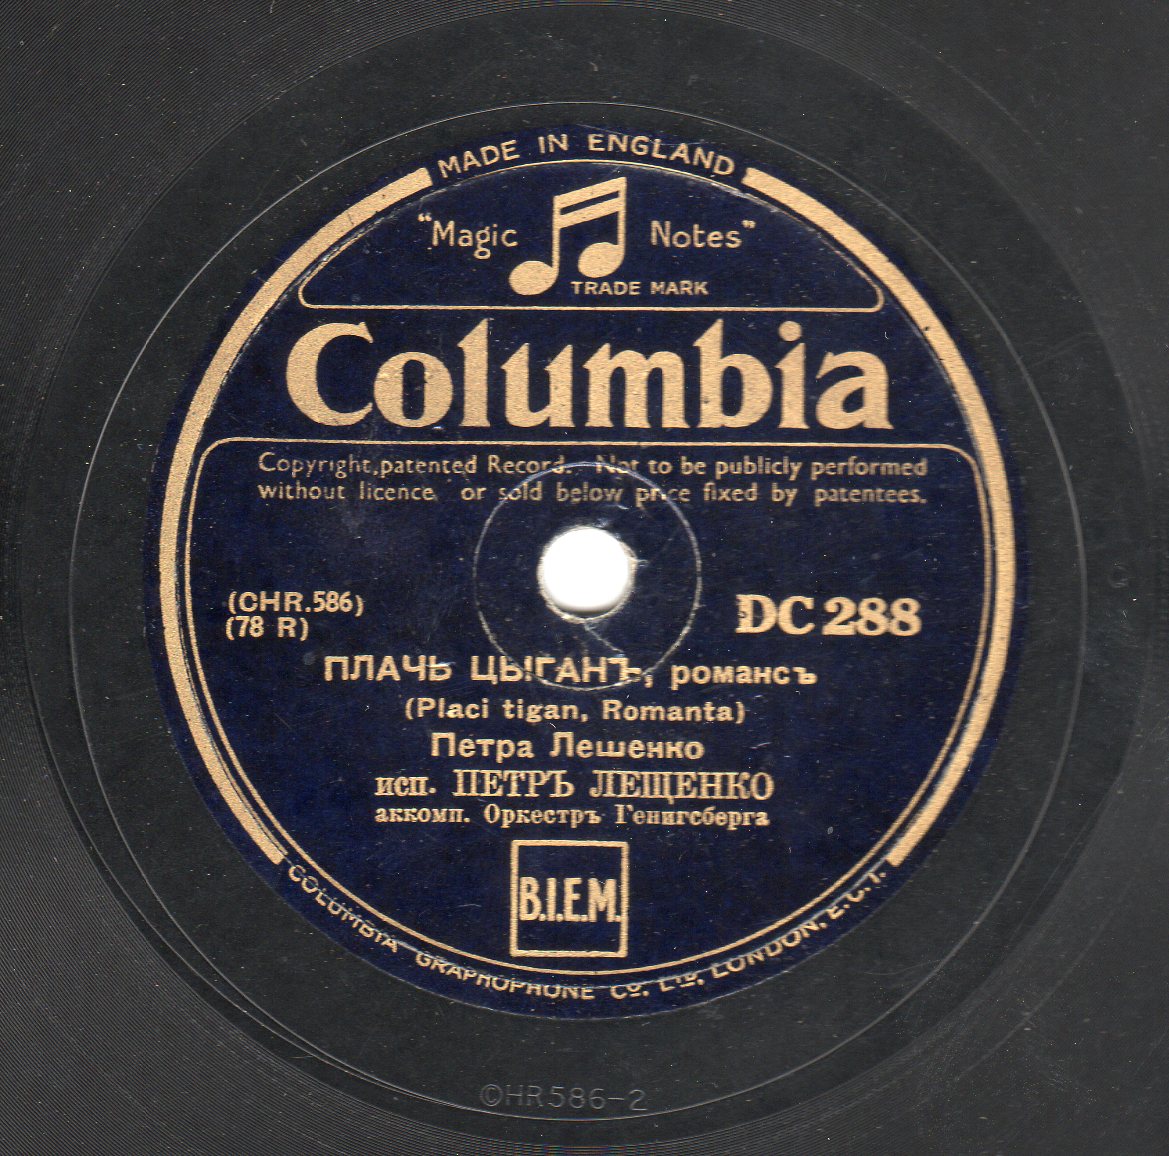 MADE IN ENGLAND
"Magic Notes"
TRADE MARK
Columbia
Copyright, patented Record. Not to be publicly performed
without licence, or sold below price fixed by patentees.
(CHR.586)
(78 R)
DC 288
ПЛАЧЬ ЦЫГАНЪ, романсъ
(Placi tigan, Romanta)
Петра Лешенко
исп. ПЕТРЪ ЛЕЩЕНКО
аккомп. Оркестръ Генигсберга
B.I.E.M.
COLUMBIA GRAPHOPHONE Co. LTD. LONDON. E.C.1.
CHR586-2